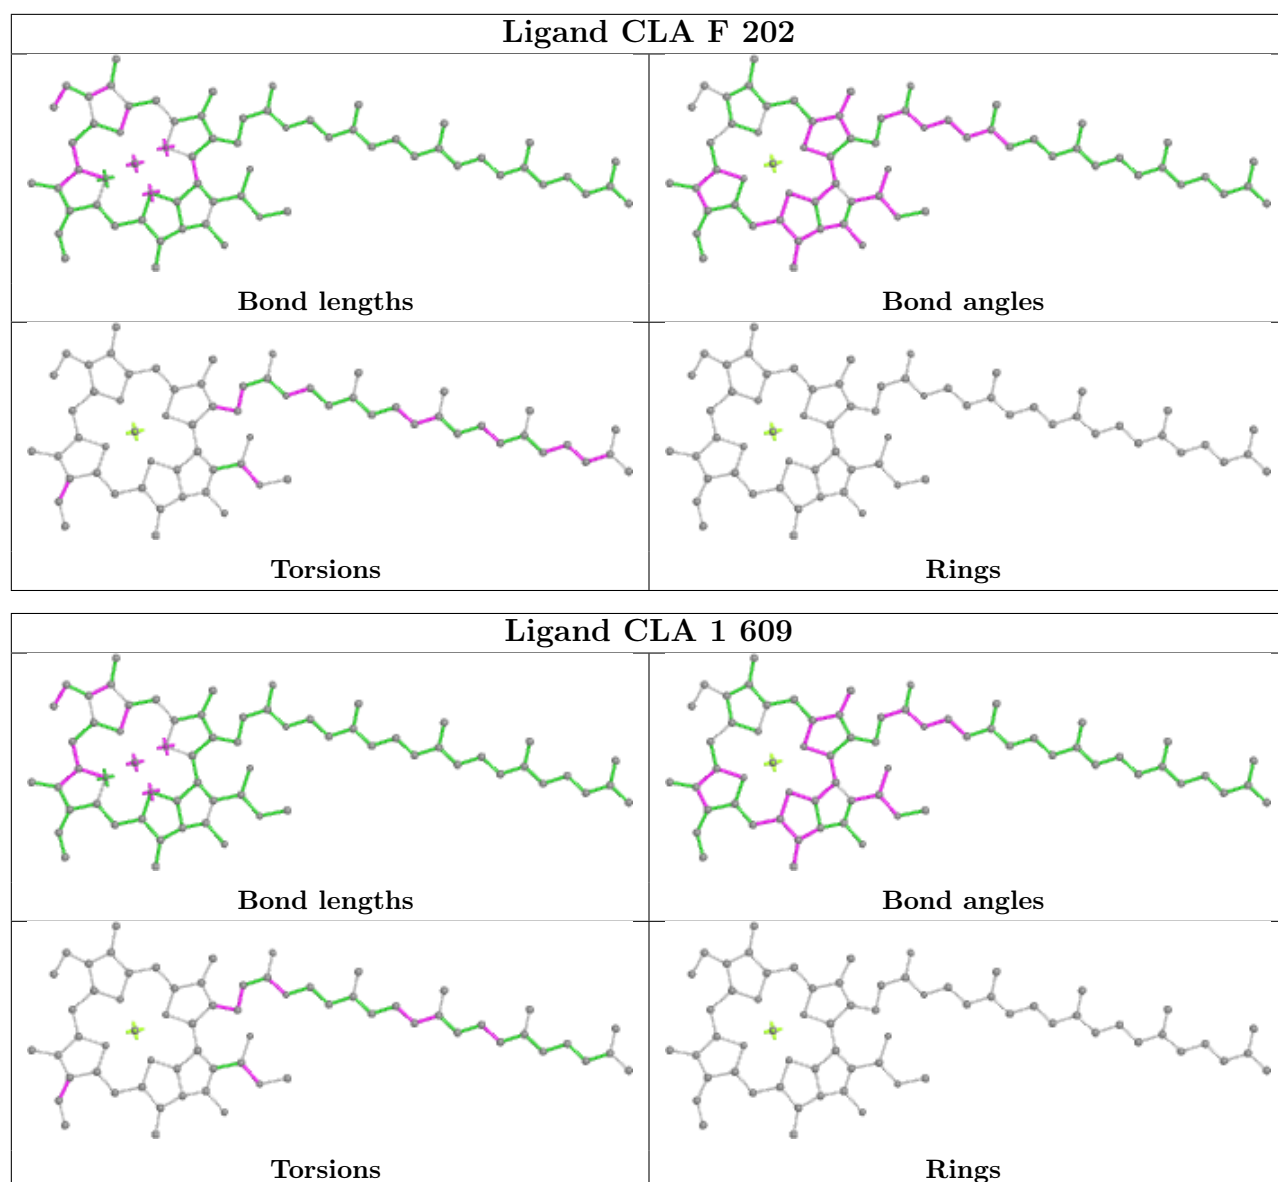 Ligand CLA F 202
Bond lengths
Bond angles
Torsions
Rings
Ligand CLA 1 609
Bond lengths
Bond angles
Torsions
Rings